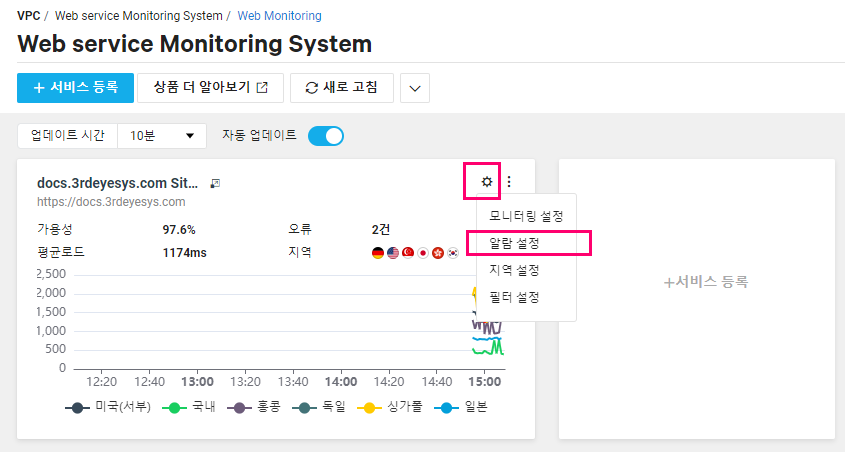 VPC / Web service Monitoring System / Web Monitoring
Web service Monitoring System
+ 서비스 등록 상품 더 알아보기 새로 고침
업데이트 시간 10분 자동 업데이트
docs.3rdeyesys.com Sit...
https://docs.3rdeyesys.com
가용성 97.6% 오류 2건
평균로드 1174ms 지역
모니터링 설정
알람 설정
지역 설정
필터 설정
+서비스 등록
2,500
2,000
1,500
1,000
500
0
12:20 12:40 13:00 13:20 13:40 14:00 14:20 14:40 15:00
미국(서부) 국내 홍콩 독일 싱가폴 일본